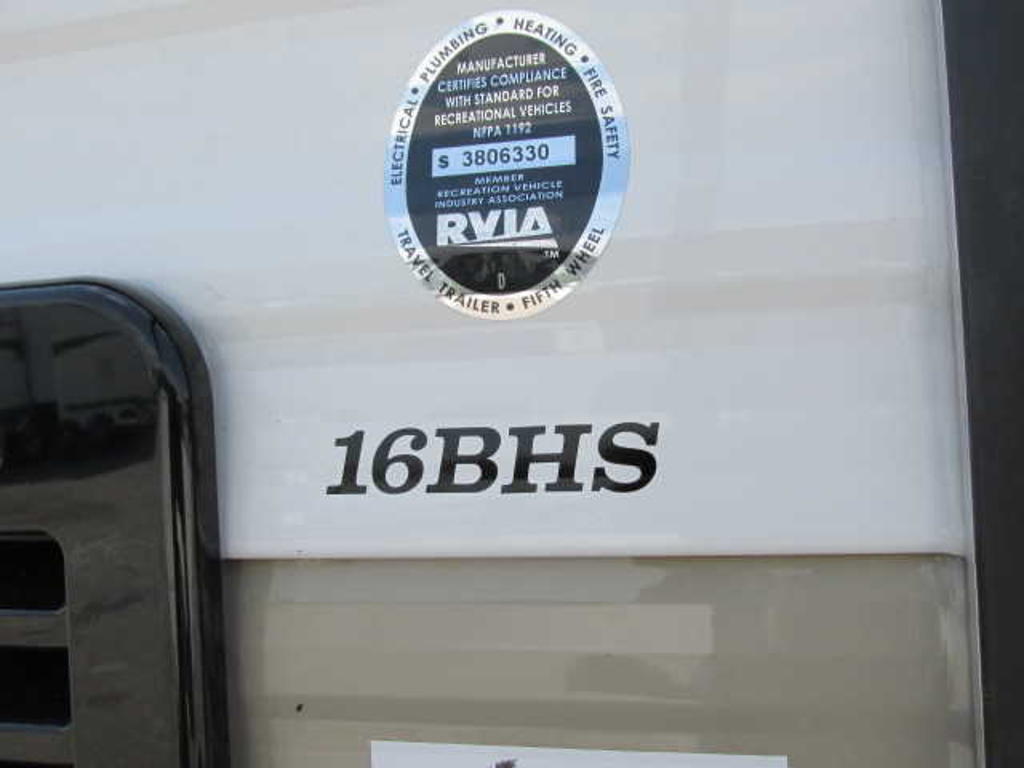 ELECTRICAL • PLUMBING • HEATING • FIRE SAFETY
MANUFACTURER
CERTIFIES COMPLIANCE
WITH STANDARD FOR
RECREATIONAL VEHICLES
NFPA 1192
S 3806330
MEMBER
RECREATION VEHICLE
INDUSTRY ASSOCIATION
RVIA
TM
D
TRAVEL TRAILER • FIFTH WHEEL
16BHS